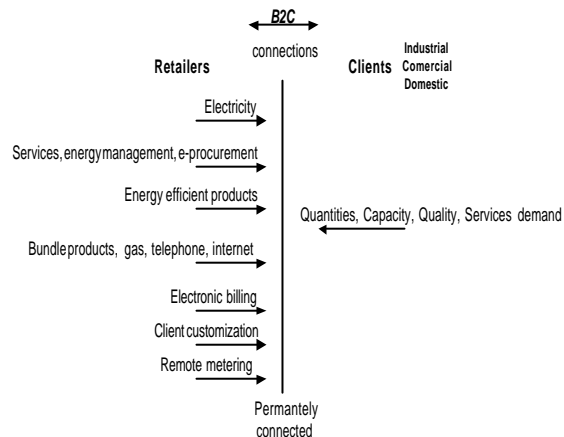 B2C
connections
Retailers
Clients
Industrial
Comercial
Domestic
Electricity
Services, energy management, e-procurement
Energy efficient products
Quantities, Capacity, Quality, Services demand
Bundle products, gas, telephone, internet
Electronic billing
Client customization
Remote metering
Permantely
connected